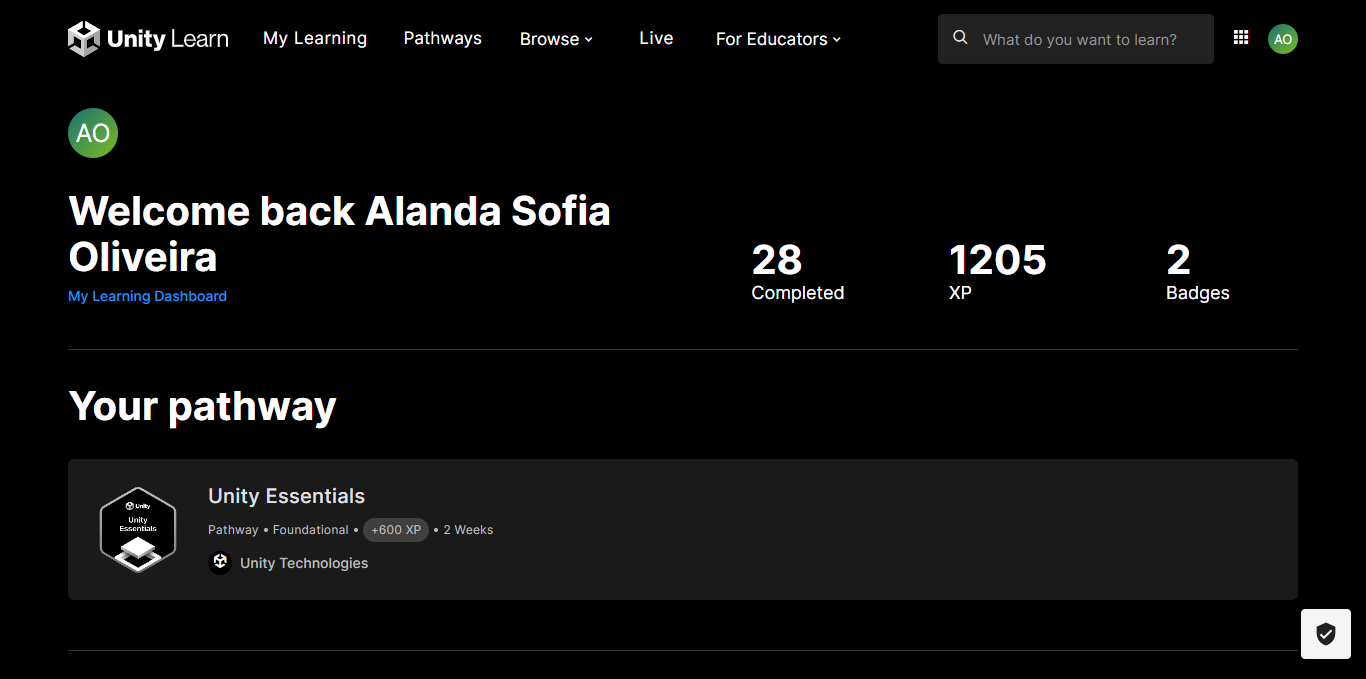 Unity Learn
My Learning
Pathways
Browse
Live
For Educators
What do you want to learn?
AO
AO
Welcome back Alanda Sofia
Oliveira
My Learning Dashboard
28
Completed
1205
XP
2
Badges
Your pathway
Unity
Unity
Essentials
Unity Essentials
Pathway • Foundational • +600 XP • 2 Weeks
Unity Technologies